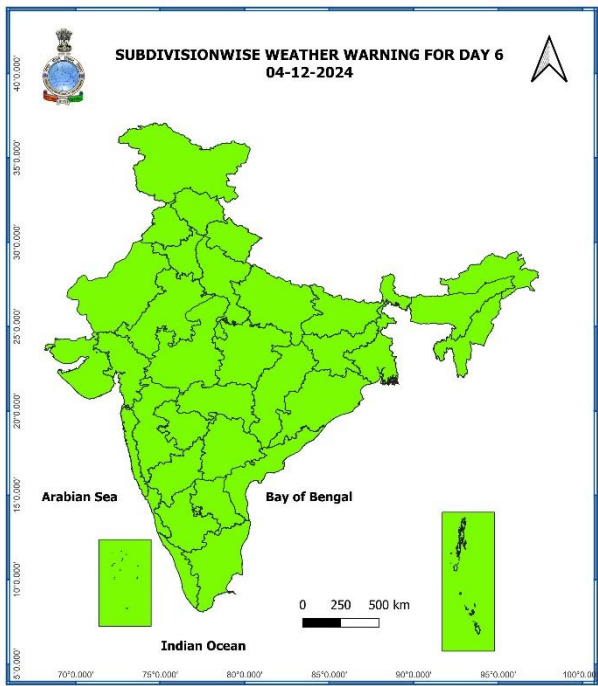 SUBDIVISIONWISE WEATHER WARNING FOR DAY 6
04-12-2024
40°0.000'
35°0.000'
30°0.000'
25°0.000'
20°0.000'
15°0.000'
10°0.000'
5°0.000'
Arabian Sea
Bay of Bengal
0 250 500 km
Indian Ocean
70°0.000' 75°0.000' 80°0.000' 85°0.000' 90°0.000' 95°0.000' 100°0.0